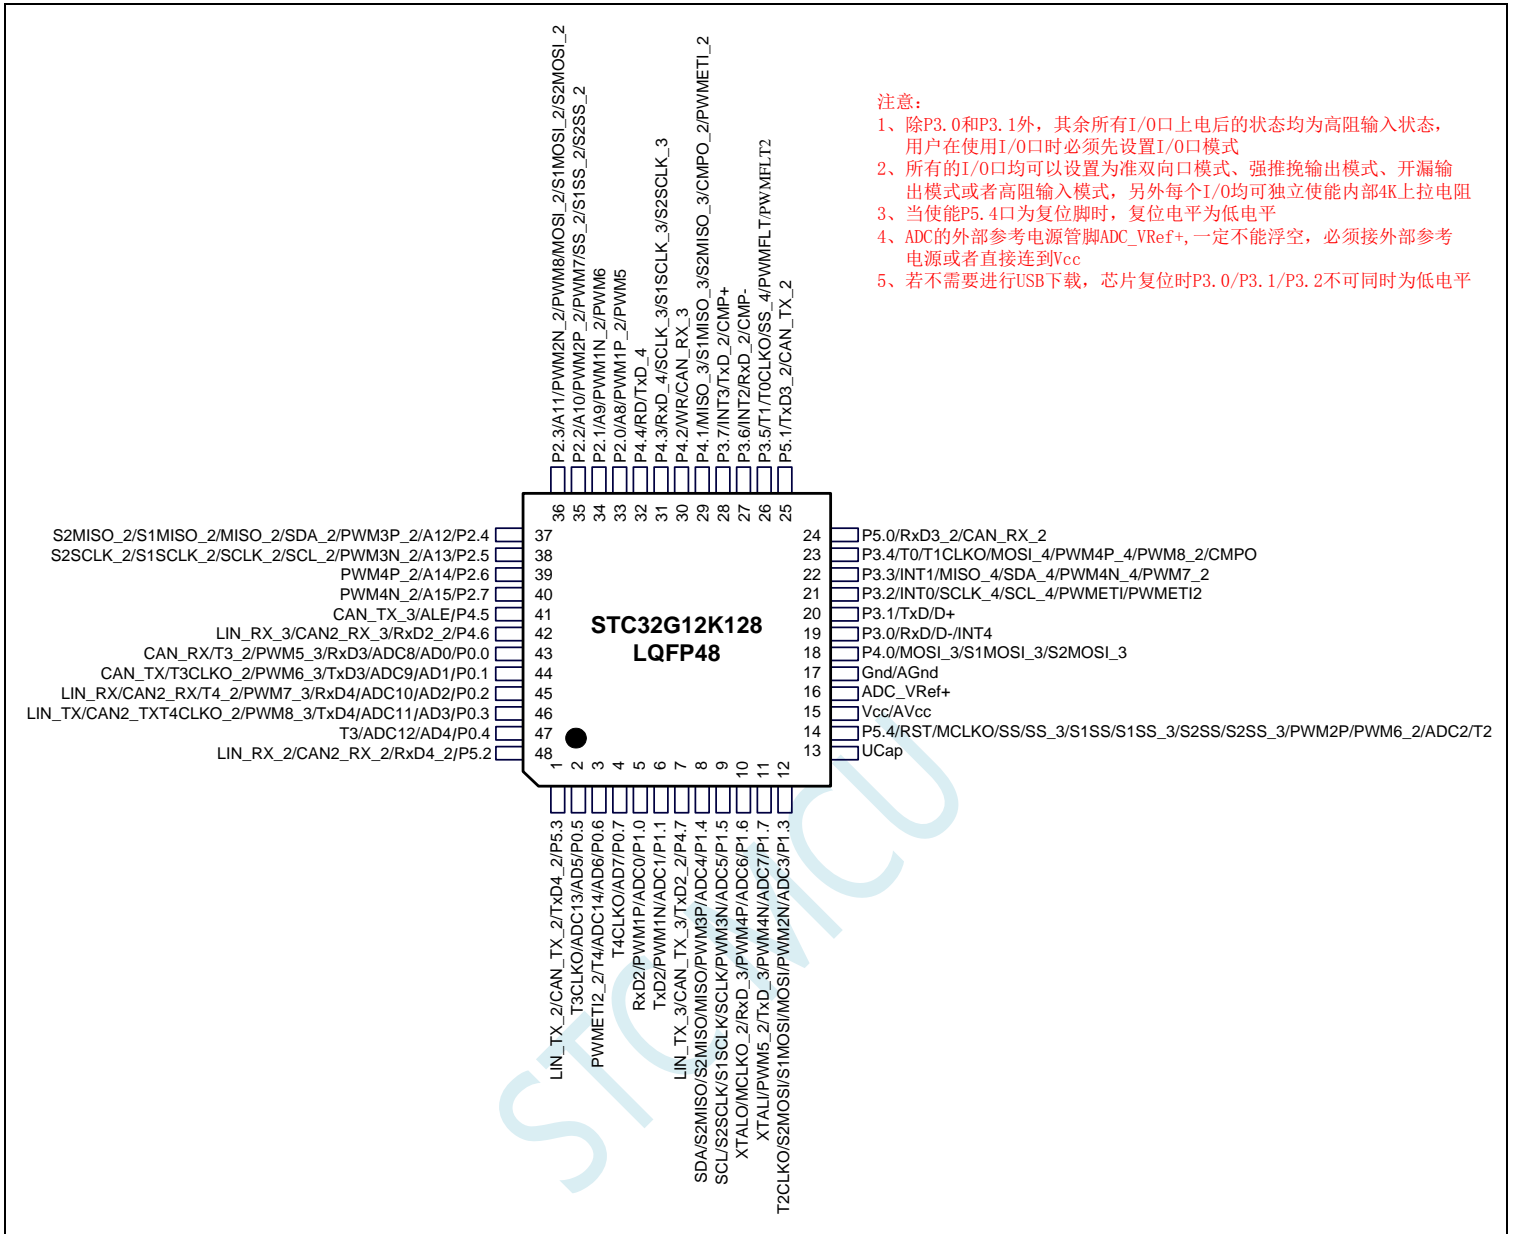 P2.3/A11/PWM2N_2/PWM8/MOSI_2/S1MOSI_2/S2MOSI_2
P2.2/A10/PWM2P_2/PWM7/SS_2/S1SS_2/S2SS_2
P2.1/A9/PWM1N_2/PWM6
P2.0/A8/PWM1P_2/PWM5
P4.4/RD/TxD_4
P4.3/RxD_4/SCLK_3/S1SCLK_3/S2SCLK_3
P4.2/WR/CAN_RX_3
P4.1/MISO_3/S1MISO_3/S2MISO_3/CMPO_2/PWMETI_2
P3.7/INT3/TxD_2/CMP+
P3.6/INT2/RxD_2/CMP-
P3.5/T1/T0CLKO/SS_4/PWMFLT/PWMFLT2
P5.1/TxD3_2/CAN_TX_2
注意：
1、除P3.0和P3.1外，其余所有I/O口上电后的状态均为高阻输入状态，
用户在使用I/O口时必须先设置I/O口模式
2、所有的I/O口均可以设置为准双向口模式、强推挽输出模式、开漏输
出模式或者高阻输入模式，另外每个I/O均可独立使能内部4K上拉电阻
3、当使能P5.4口为复位脚时，复位电平为低电平
4、ADC的外部参考电源管脚ADC_VRef+,一定不能浮空，必须接外部参考
电源或者直接连到Vcc
5、若不需要进行USB下载，芯片复位时P3.0/P3.1/P3.2不可同时为低电平
36 35 34 33 32 31 30 29 28 27 26 25
S2MISO_2/S1MISO_2/MISO_2/SDA_2/PWM3P_2/A12/P2.4 37
S2SCLK_2/S1SCLK_2/SCLK_2/SCL_2/PWM3N_2/A13/P2.5 38
PWM4P_2/A14/P2.6 39
PWM4N_2/A15/P2.7 40
CAN_TX_3/ALE/P4.5 41
LIN_RX_3/CAN2_RX_3/RxD2_2/P4.6 42
CAN_RX/T3_2/PWM5_3/RxD3/ADC8/AD0/P0.0 43
CAN_TX/T3CLKO_2/PWM6_3/TxD3/ADC9/AD1/P0.1 44
LIN_RX/CAN2_RX/T4_2/PWM7_3/RxD4/ADC10/AD2/P0.2 45
LIN_TX/CAN2_TXT4CLKO_2/PWM8_3/TxD4/ADC11/AD3/P0.3 46
T3/ADC12/AD4/P0.4 47
LIN_RX_2/CAN2_RX_2/RxD4_2/P5.2 48
STC32G12K128
LQFP48
24 P5.0/RxD3_2/CAN_RX_2
23 P3.4/T0/T1CLKO/MOSI_4/PWM4P_4/PWM8_2/CMPO
22 P3.3/INT1/MISO_4/SDA_4/PWM4N_4/PWM7_2
21 P3.2/INT0/SCLK_4/SCL_4/PWMETI/PWMETI2
20 P3.1/TxD/D+
19 P3.0/RxD/D-/INT4
18 P4.0/MOSI_3/S1MOSI_3/S2MOSI_3
17 Gnd/AGnd
16 ADC_VRef+
15 Vcc/AVcc
14 P5.4/RST/MCLKO/SS/SS_3/S1SS/S1SS_3/S2SS/S2SS_3/PWM2P/PWM6_2/ADC2/T2
13 UCap
1 2 3 4 5 6 7 8 9 10 11 12
LIN_TX_2/CAN_TX_2/TxD4_2/P5.3
T3CLKO/ADC13/AD5/P0.5
PWMETI2_2/T4/ADC14/AD6/P0.6
T4CLKO/AD7/P0.7
RxD2/PWM1P/ADC0/P1.0
TxD2/PWM1N/ADC1/P1.1
LIN_TX_3/CAN_TX_3/TxD2_2/P4.7
SDA/S2MISO/S2MISO/MISO/PWM3P/ADC4/P1.4
SCL/S2SCLK/S1SCLK/SCLK/PWM3N/ADC5/P1.5
XTALO/MCLKO_2/RxD_3/PWM4P/ADC6/P1.6
XTALI/PWM5_2/TxD_3/PWM4N/ADC7/P1.7
T2CLKO/S2MOSI/S1MOSI/MOSI/PWM2N/ADC3/P1.3
STC MCU